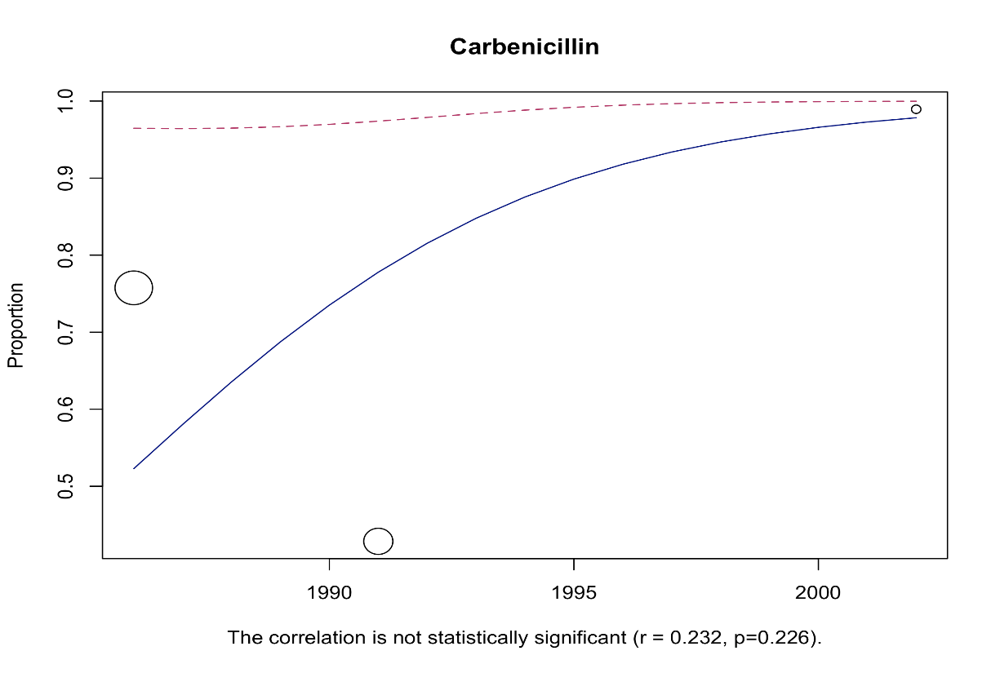 Carbenicillin
1.0
0.9
0.8
0.7
0.6
0.5
Proportion
1990 1995 2000
The correlation is not statistically significant (r = 0.232, p=0.226).